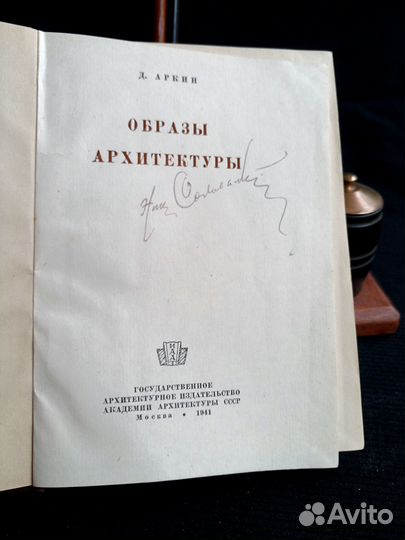 Д. АРКИН
ОБРАЗЫ
АРХИТЕКТУРЫ
ГОСУДАРСТВЕННОЕ
АРХИТЕКТУРНОЕ ИЗДАТЕЛЬСТВО
АКАДЕМИИ АРХИТЕКТУРЫ СССР
Москва • 1941
Avito